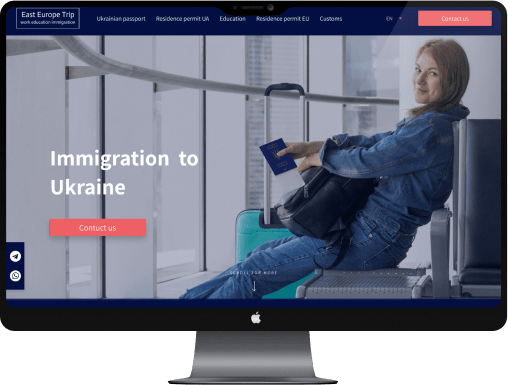 East Europe Trip
work education immigration
Ukrainian passport Residence permit UA Education Residence permit EU Customs
EN
Contact us
Immigration to
Ukraine
Contuct us
SCROLL FOR MORE